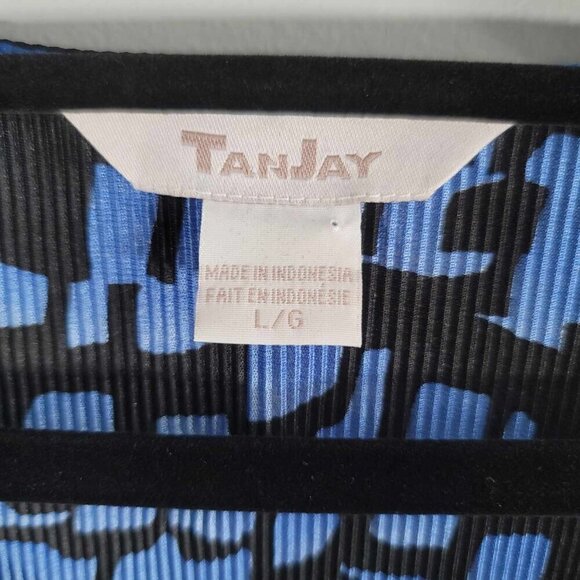 TANJAY
MADE IN INDONESIA
FAIT EN INDONÉSIE
L/G